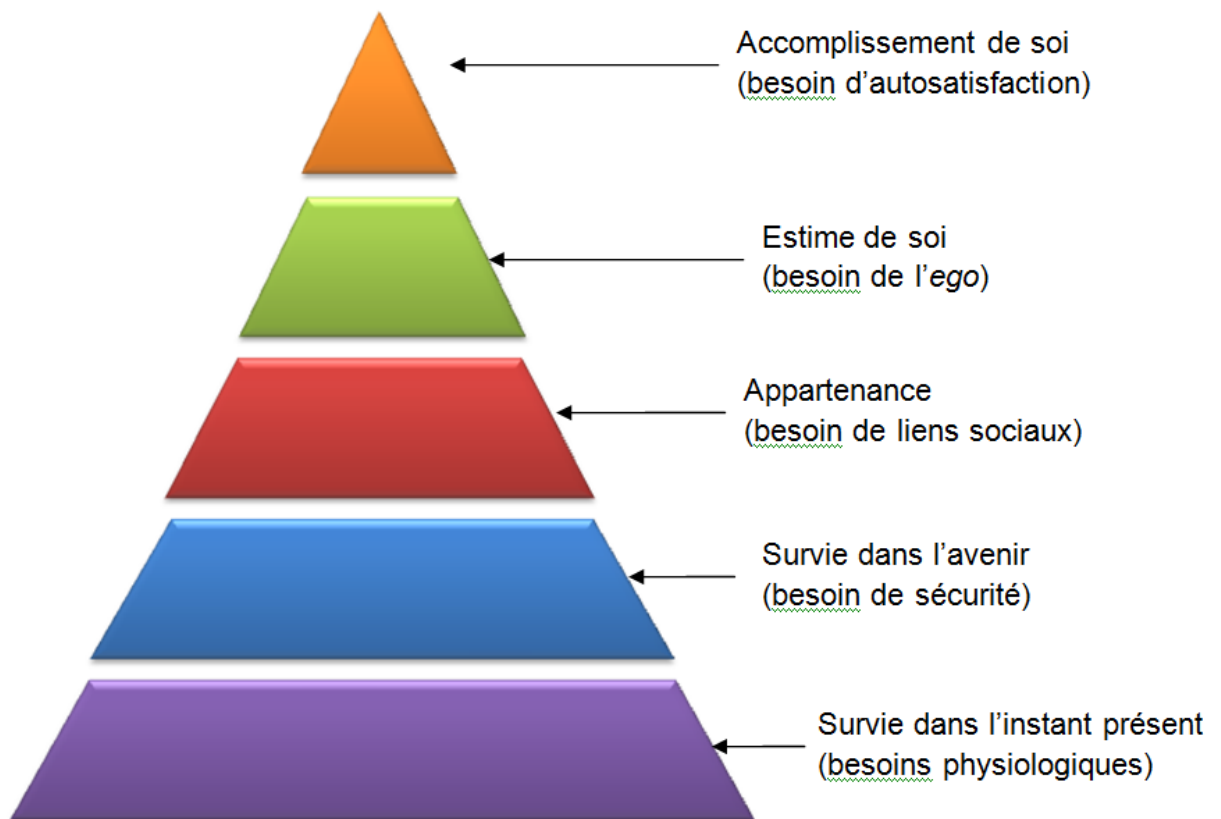 Accomplissement de soi
(besoin d’autosatisfaction)
Estime de soi
(besoin de l’ego)
Appartenance
(besoin de liens sociaux)
Survie dans l’avenir
(besoin de sécurité)
Survie dans l’instant présent
(besoins physiologiques)